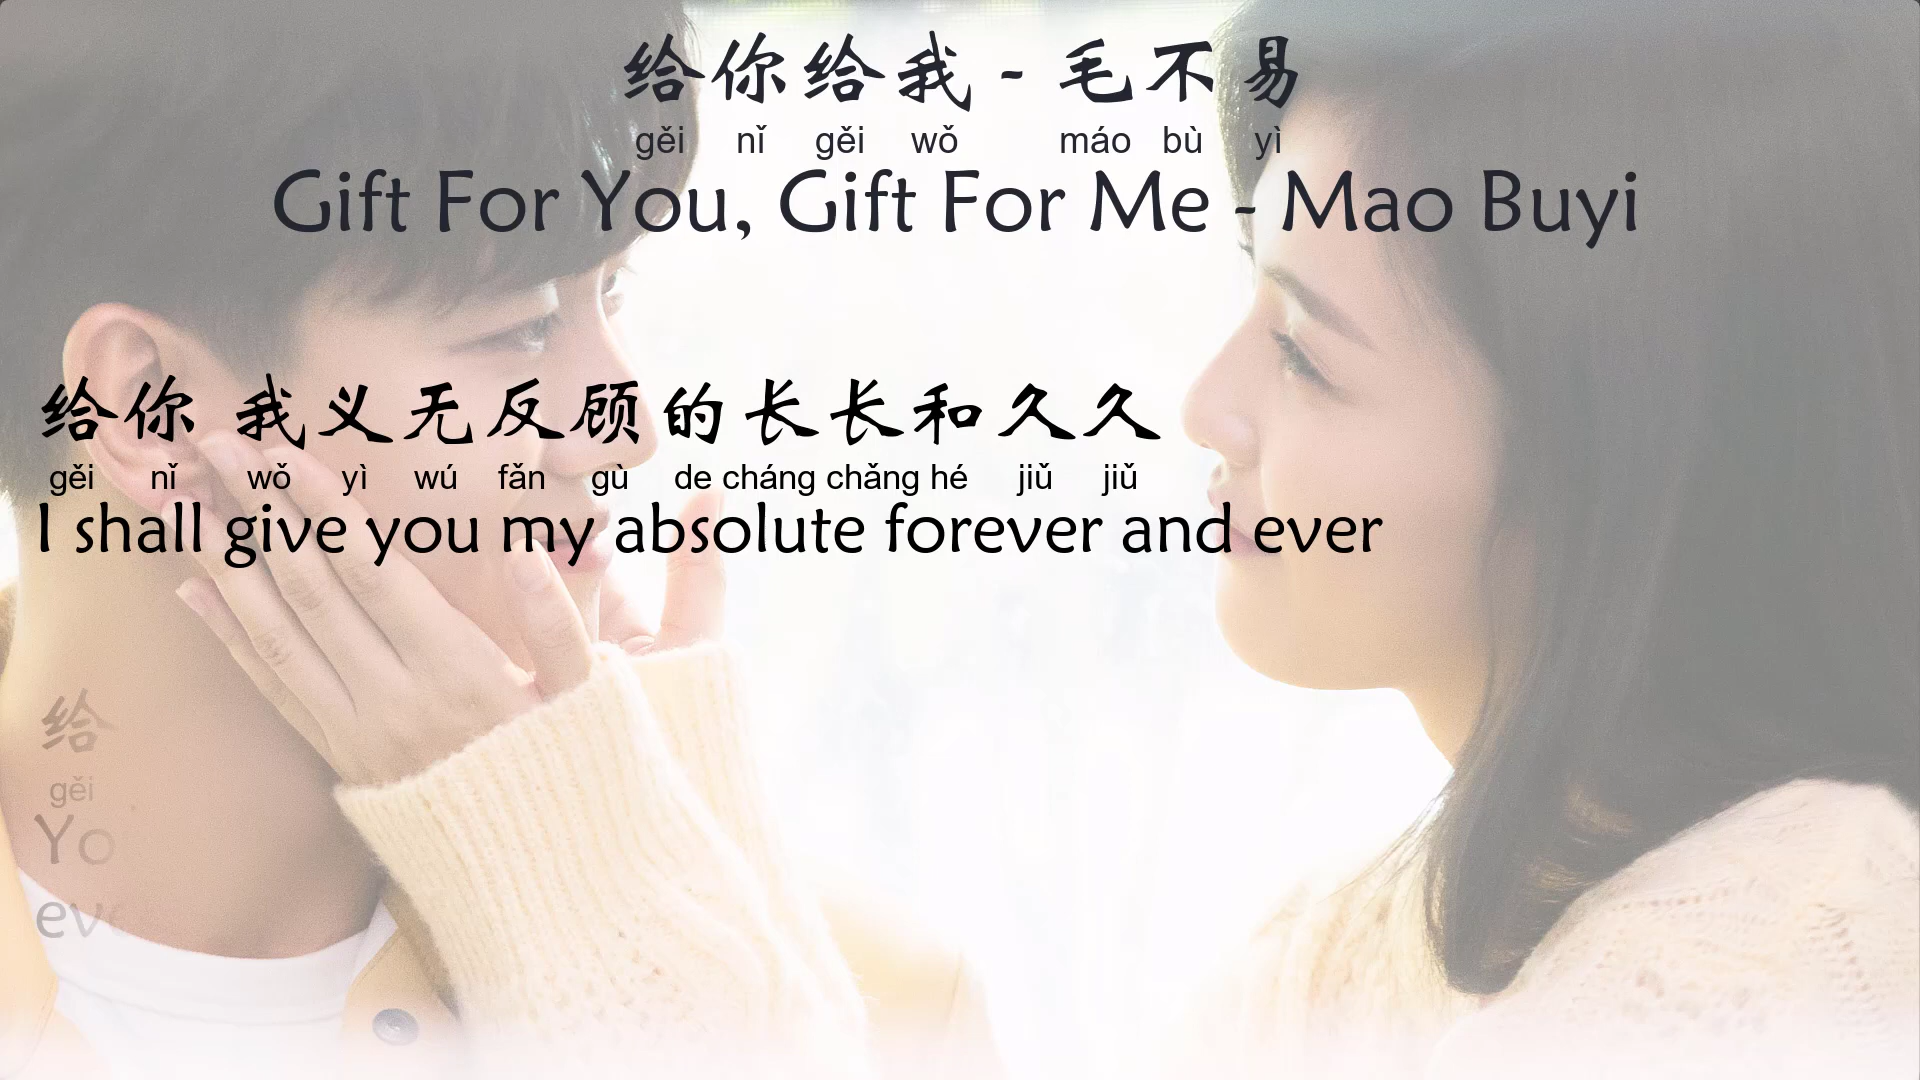 给你给我 - 毛不易
gěi nǐ gěi wǒ máo bù yì
Gift For You, Gift For Me - Mao Buyi
给你 我义无反顾的长长和久久
gěi nǐ wǒ yì wú fǎn gù de cháng chǎng hé jiǔ jiǔ
I shall give you my absolute forever and ever
给
gěi
Yo
eve